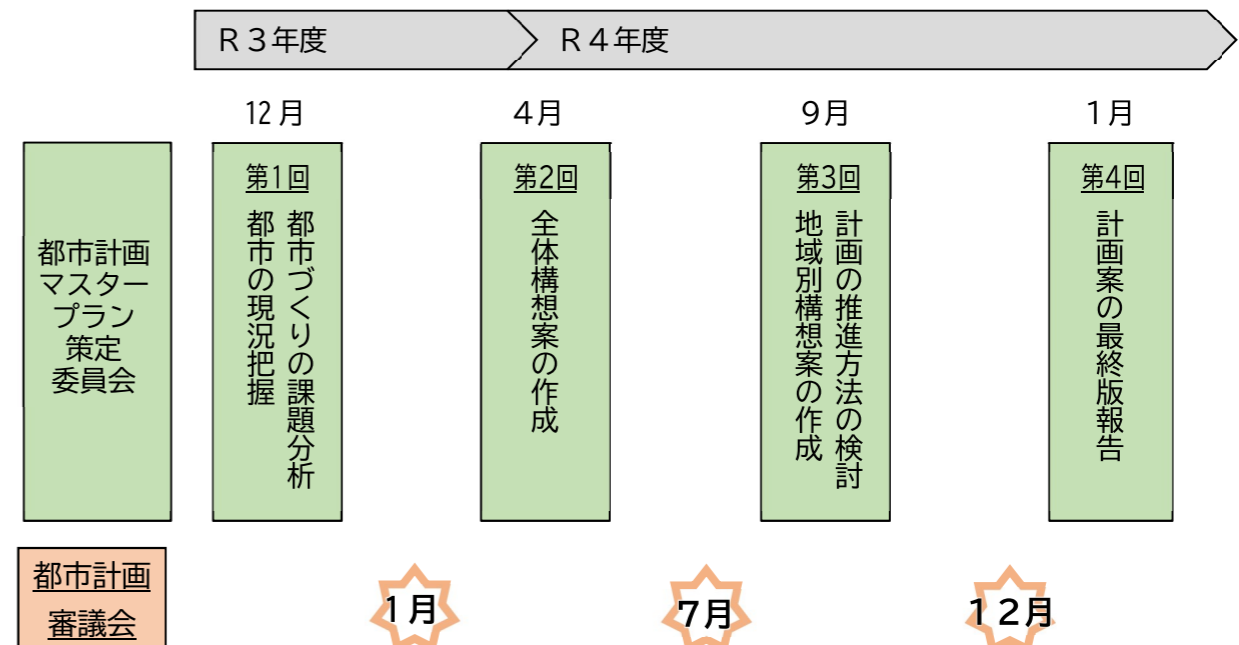 R3年度
R4年度
12月
4月
9月
1月
都市計画
マスター
プラン
策定
委員会
第1回
都市づくりの課題分析
都市の現況把握
第2回
全体構想案の作成
第3回
計画の推進方法の検討
地域別構想案の作成
第4回
計画案の最終版報告
都市計画
審議会
1月
7月
12月